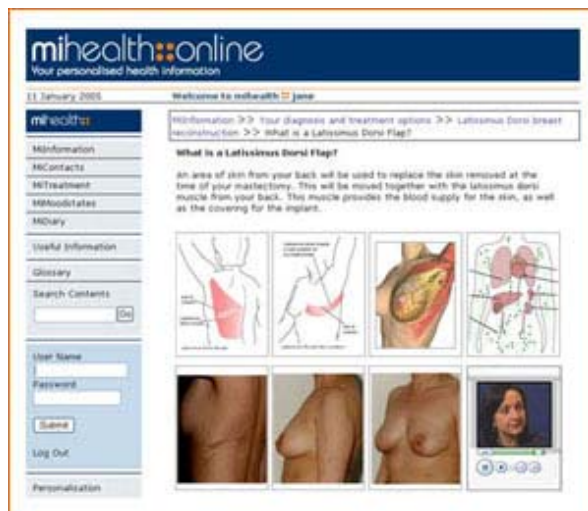 mihealth::online
Your personalised health information
11 January 2005
Welcome to mihealth :: jane
mihealth::
MiInformation >> Your diagnosis and treatment options >> Latissimus Dorsi breast
reconstruction >> What is a Latissimus Dorsi Flap?
MiInformation
MiContacts
MiTreatment
MiMoodstates
MiDiary
Useful Information
Glossary
Search Contents
Go
User Name
Password
Submit
Log Out
Personalization
What is a Latissimus Dorsi Flap?
An area of skin from your back will be used to replace the skin removed at the
time of your mastectomy. This will be moved together with the latissimus dorsi
muscle from your back. This muscle provides the blood supply for the skin, as well
as the covering for the implant.